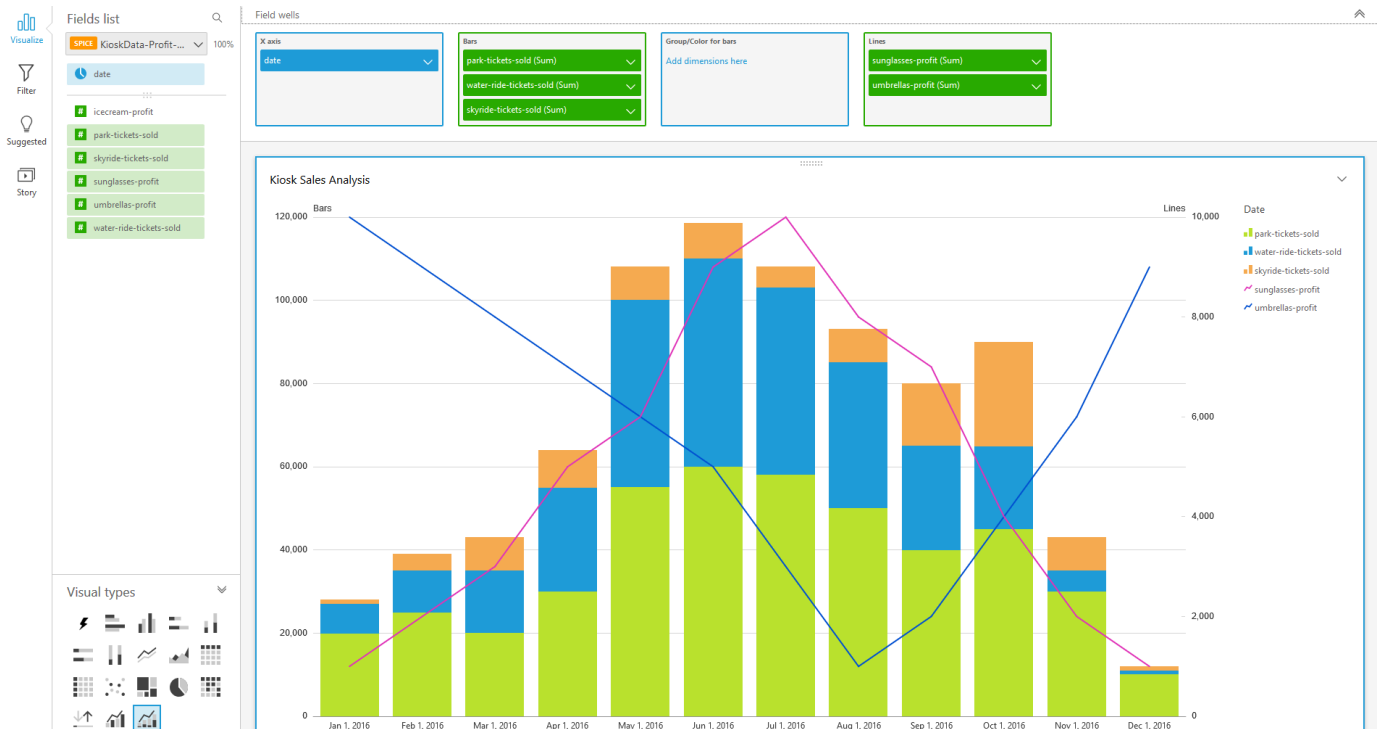 Visualize
Filter
Suggested
Story
Fields list
SPICE KioskData-Profit-... 100%
date
# icecream-profit
# park-tickets-sold
# skyride-tickets-sold
# sunglasses-profit
# umbrellas-profit
# water-ride-tickets-sold
Visual types
Field wells
X axis
date
Bars
park-tickets-sold (Sum)
water-ride-tickets-sold (Sum)
skyride-tickets-sold (Sum)
Group/Color for bars
Add dimensions here
Lines
sunglasses-profit (Sum)
umbrellas-profit (Sum)
Kiosk Sales Analysis
Bars
120,000
100,000
80,000
60,000
40,000
20,000
0
Lines
10,000
8,000
6,000
4,000
2,000
0
Jan 1, 2016 Feb 1, 2016 Mar 1, 2016 Apr 1, 2016 May 1, 2016 Jun 1, 2016 Jul 1, 2016 Aug 1, 2016 Sep 1, 2016 Oct 1, 2016 Nov 1, 2016 Dec 1, 2016
Date
park-tickets-sold
water-ride-tickets-sold
skyride-tickets-sold
sunglasses-profit
umbrellas-profit